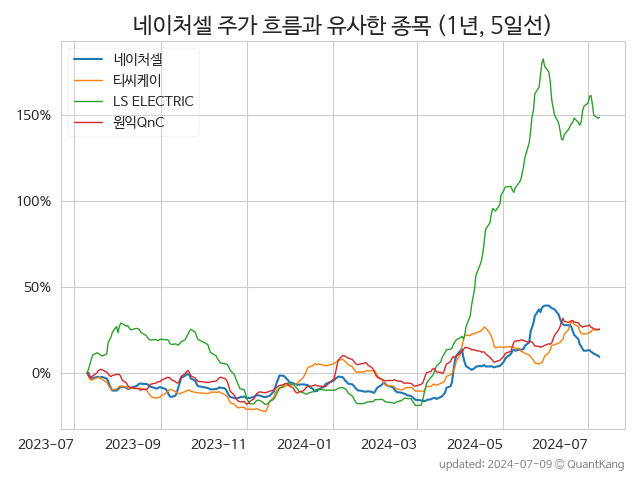 네이처셀 주가 흐름과 유사한 종목 (1년, 5일선)
네이처셀
티씨케이
LS ELECTRIC
원익QnC
150%
100%
50%
0%
2023-07 2023-09 2023-11 2024-01 2024-03 2024-05 2024-07
updated: 2024-07-09 © QuantKang